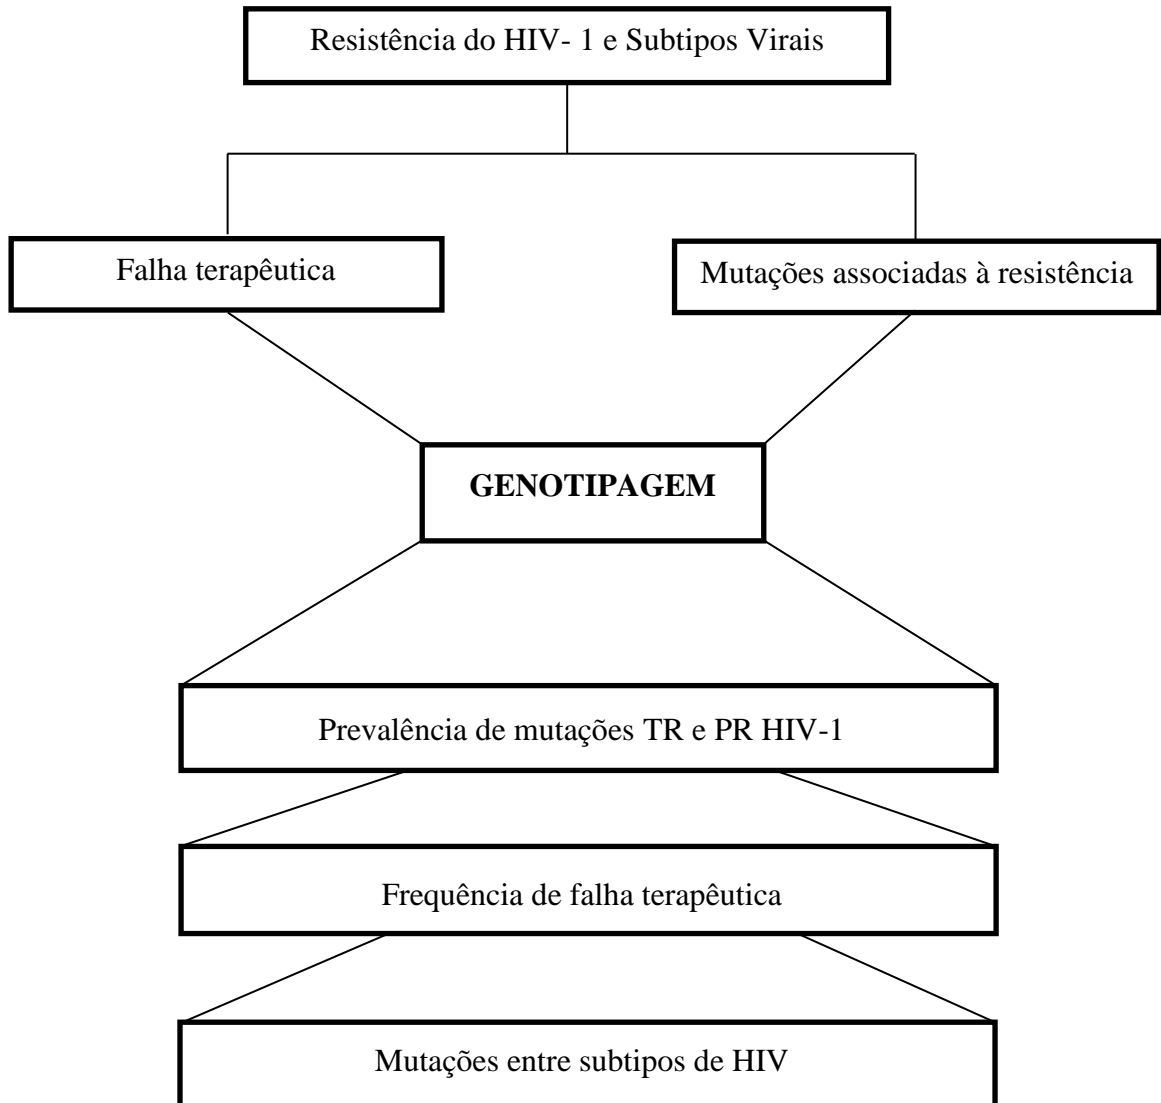 Resistência do HIV- 1 e Subtipos Virais
Falha terapêutica
Mutações associadas à resistência
GENOTIPAGEM
Prevalência de mutações TR e PR HIV-1
Frequência de falha terapêutica
Mutações entre subtipos de HIV